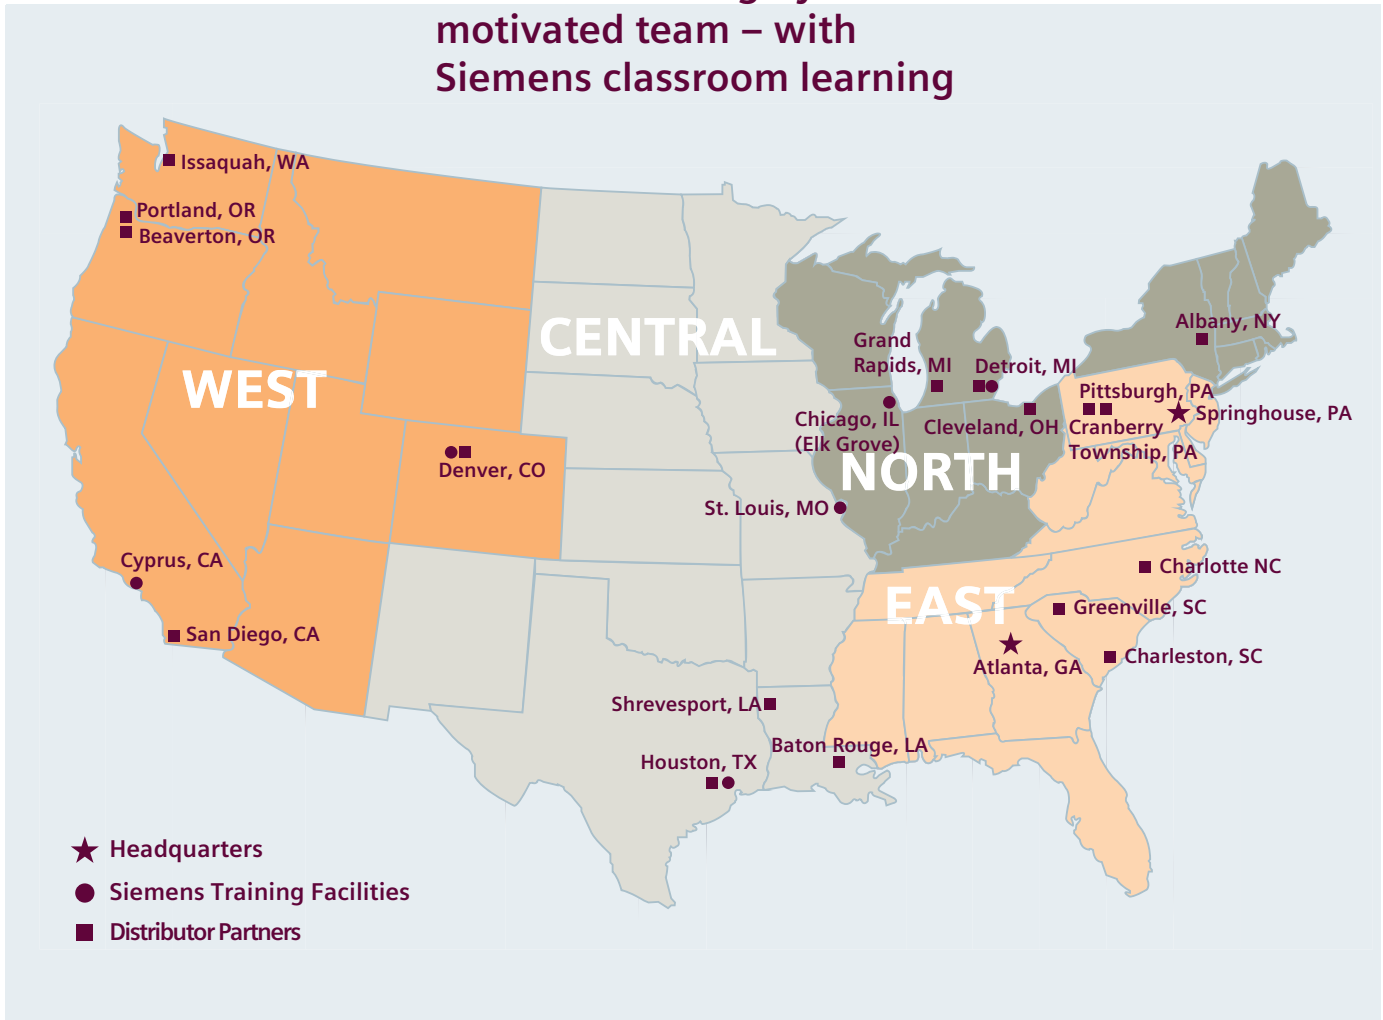 motivated team – with
Siemens classroom learning
Issaquah, WA
Portland, OR
Beaverton, OR
CENTRAL
WEST
Albany, NY
Grand
Rapids, MI
Detroit, MI
Pittsburgh, PA
Springhouse, PA
Chicago, IL
(Elk Grove)
Cleveland, OH
Cranberry
Township, PA
Denver, CO
NORTH
St. Louis, MO
Cyprus, CA
Charlotte NC
EAST
Greenville, SC
San Diego, CA
Atlanta, GA
Charleston, SC
Shrevesport, LA
Baton Rouge, LA
Houston, TX
Headquarters
Siemens Training Facilities
Distributor Partners